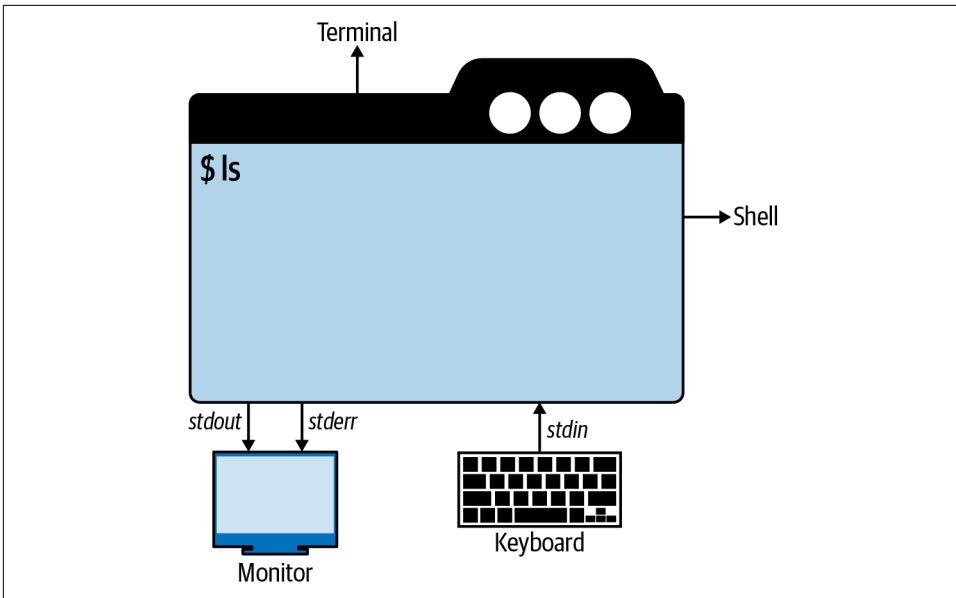 Terminal
$ ls
Shell
stdout
stderr
stdin
Monitor
Keyboard